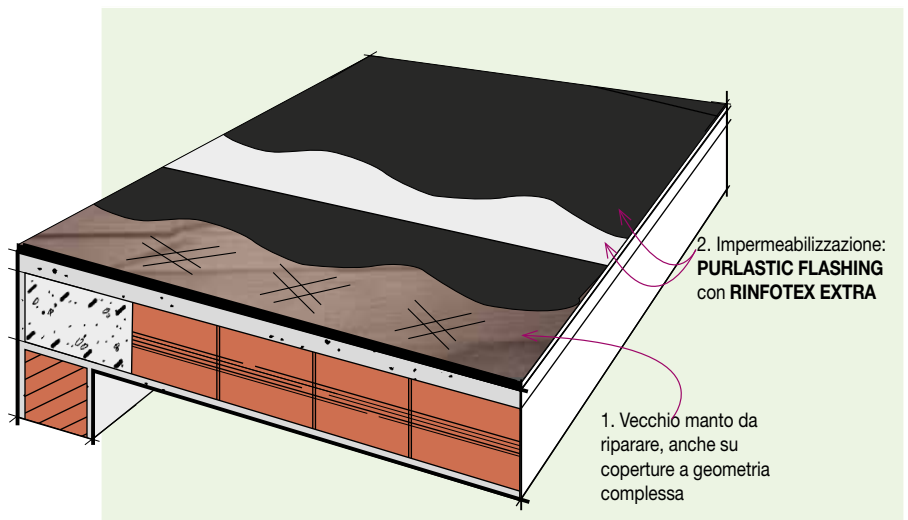 2. Impermeabilizzazione:
PURLASTIC FLASHING
con RINFOTEX EXTRA
1. Vecchio manto da
riparare, anche su
coperture a geometria
complessa